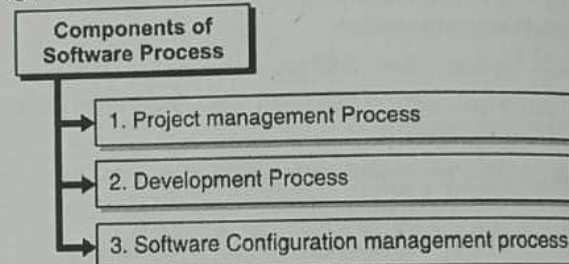 Components of
Software Process
1. Project management Process
2. Development Process
3. Software Configuration management process